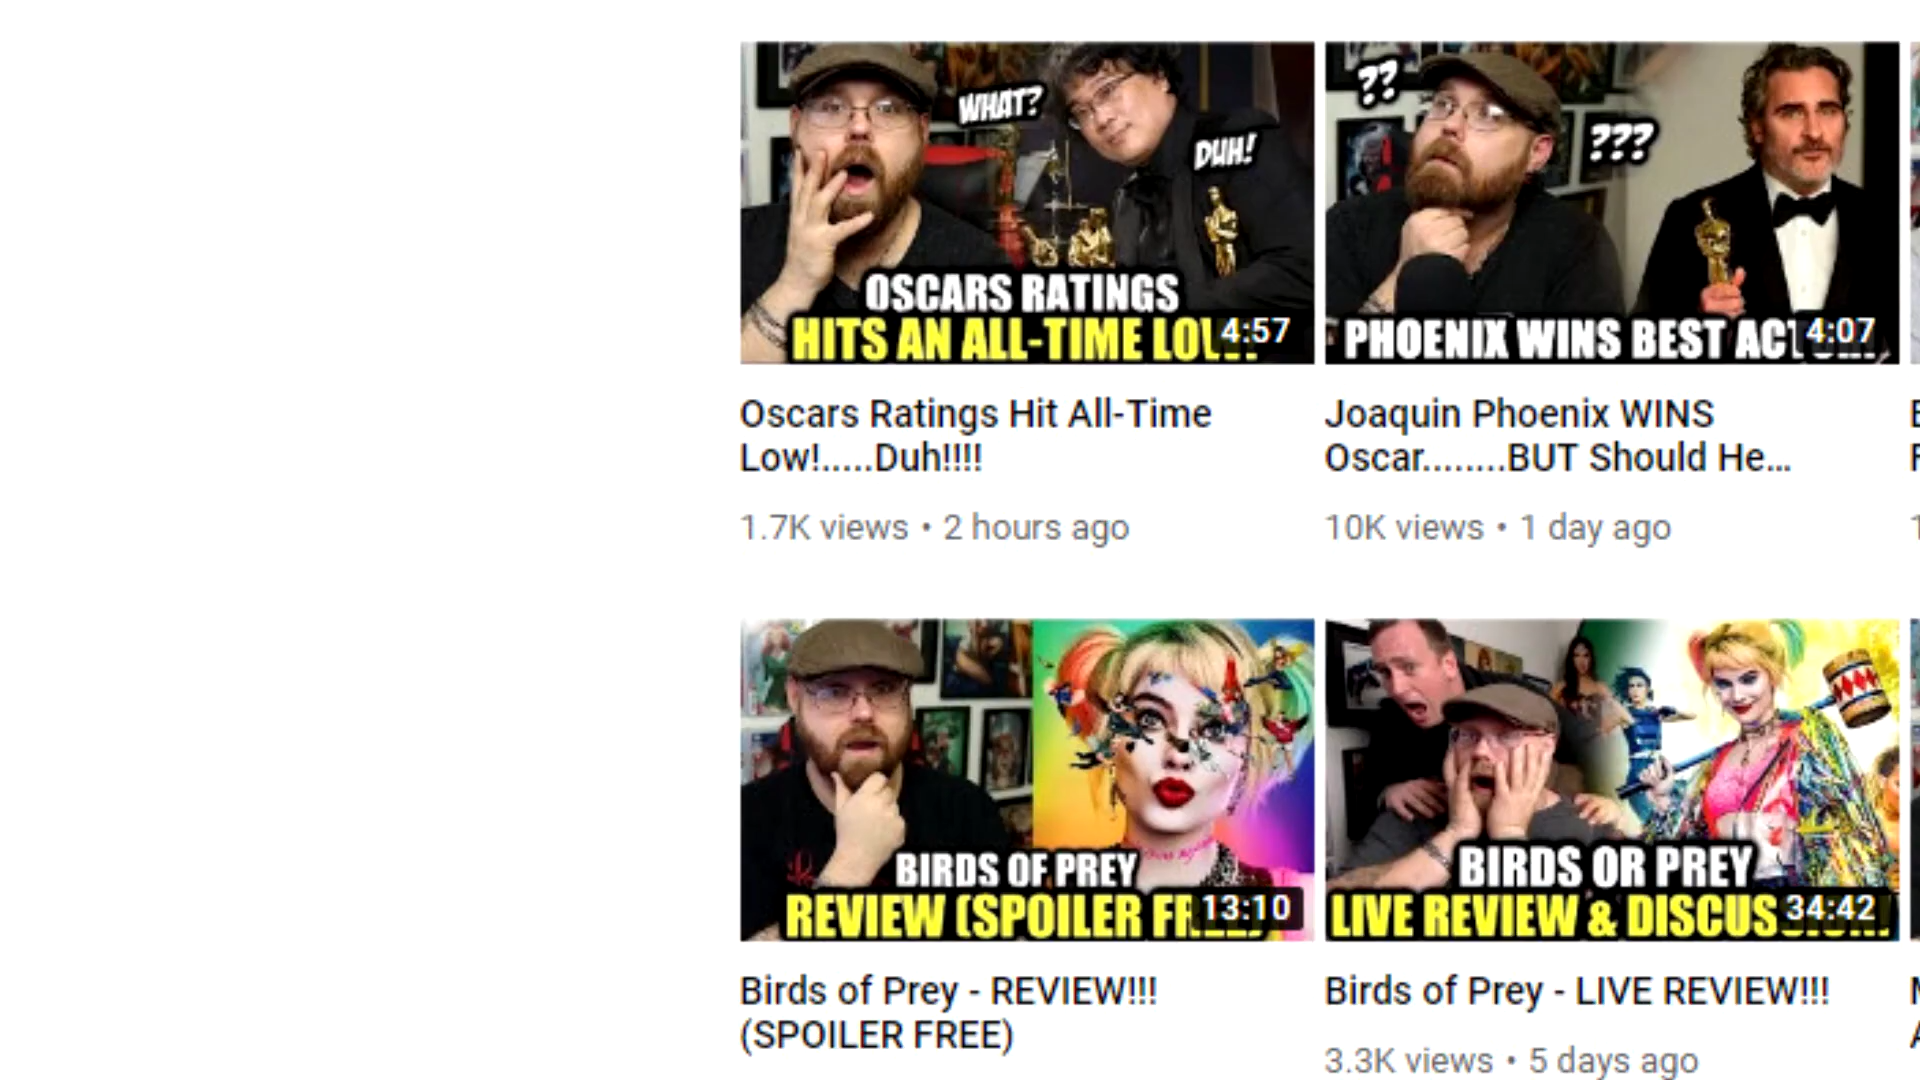 WHAT?
DUH!
OSCARS RATINGS
HITS AN ALL-TIME
4:57
??
???
PHOENIX WINS BEST
4:07
Oscars Ratings Hit All-Time
Low!.....Duh!!!!
1.7K views • 2 hours ago
Joaquin Phoenix WINS
Oscar........BUT Should He...
10K views • 1 day ago
BIRDS OF PREY
REVIEW (SPOILER
13:10
BIRDS OR PREY
LIVE REVIEW &
34:42
Birds of Prey - REVIEW!!!
(SPOILER FREE)
Birds of Prey - LIVE REVIEW!!!
3.3K views • 5 days ago